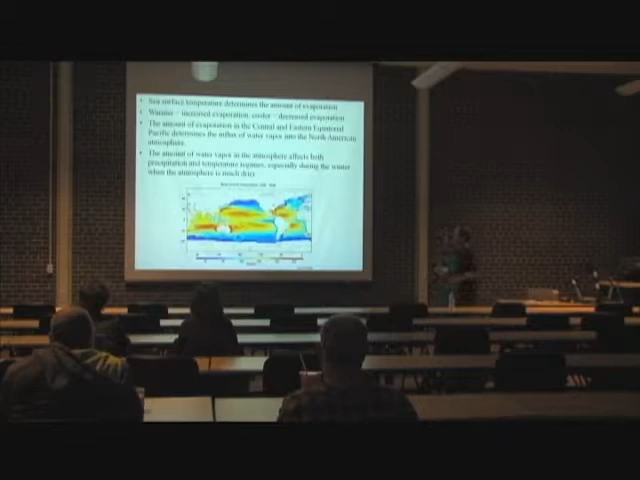 • Sea surface temperature determines the amount of evaporation
• Warmer = increased evaporation, cooler = decreased evaporation
• The amount of evaporation in the Central and Eastern Equatorial
Pacific determines the influx of water vapor into the North American
atmosphere.
• The amount of water vapor in the atmosphere affects both
precipitation and temperature regimes, especially during the winter
when the atmosphere is much drier